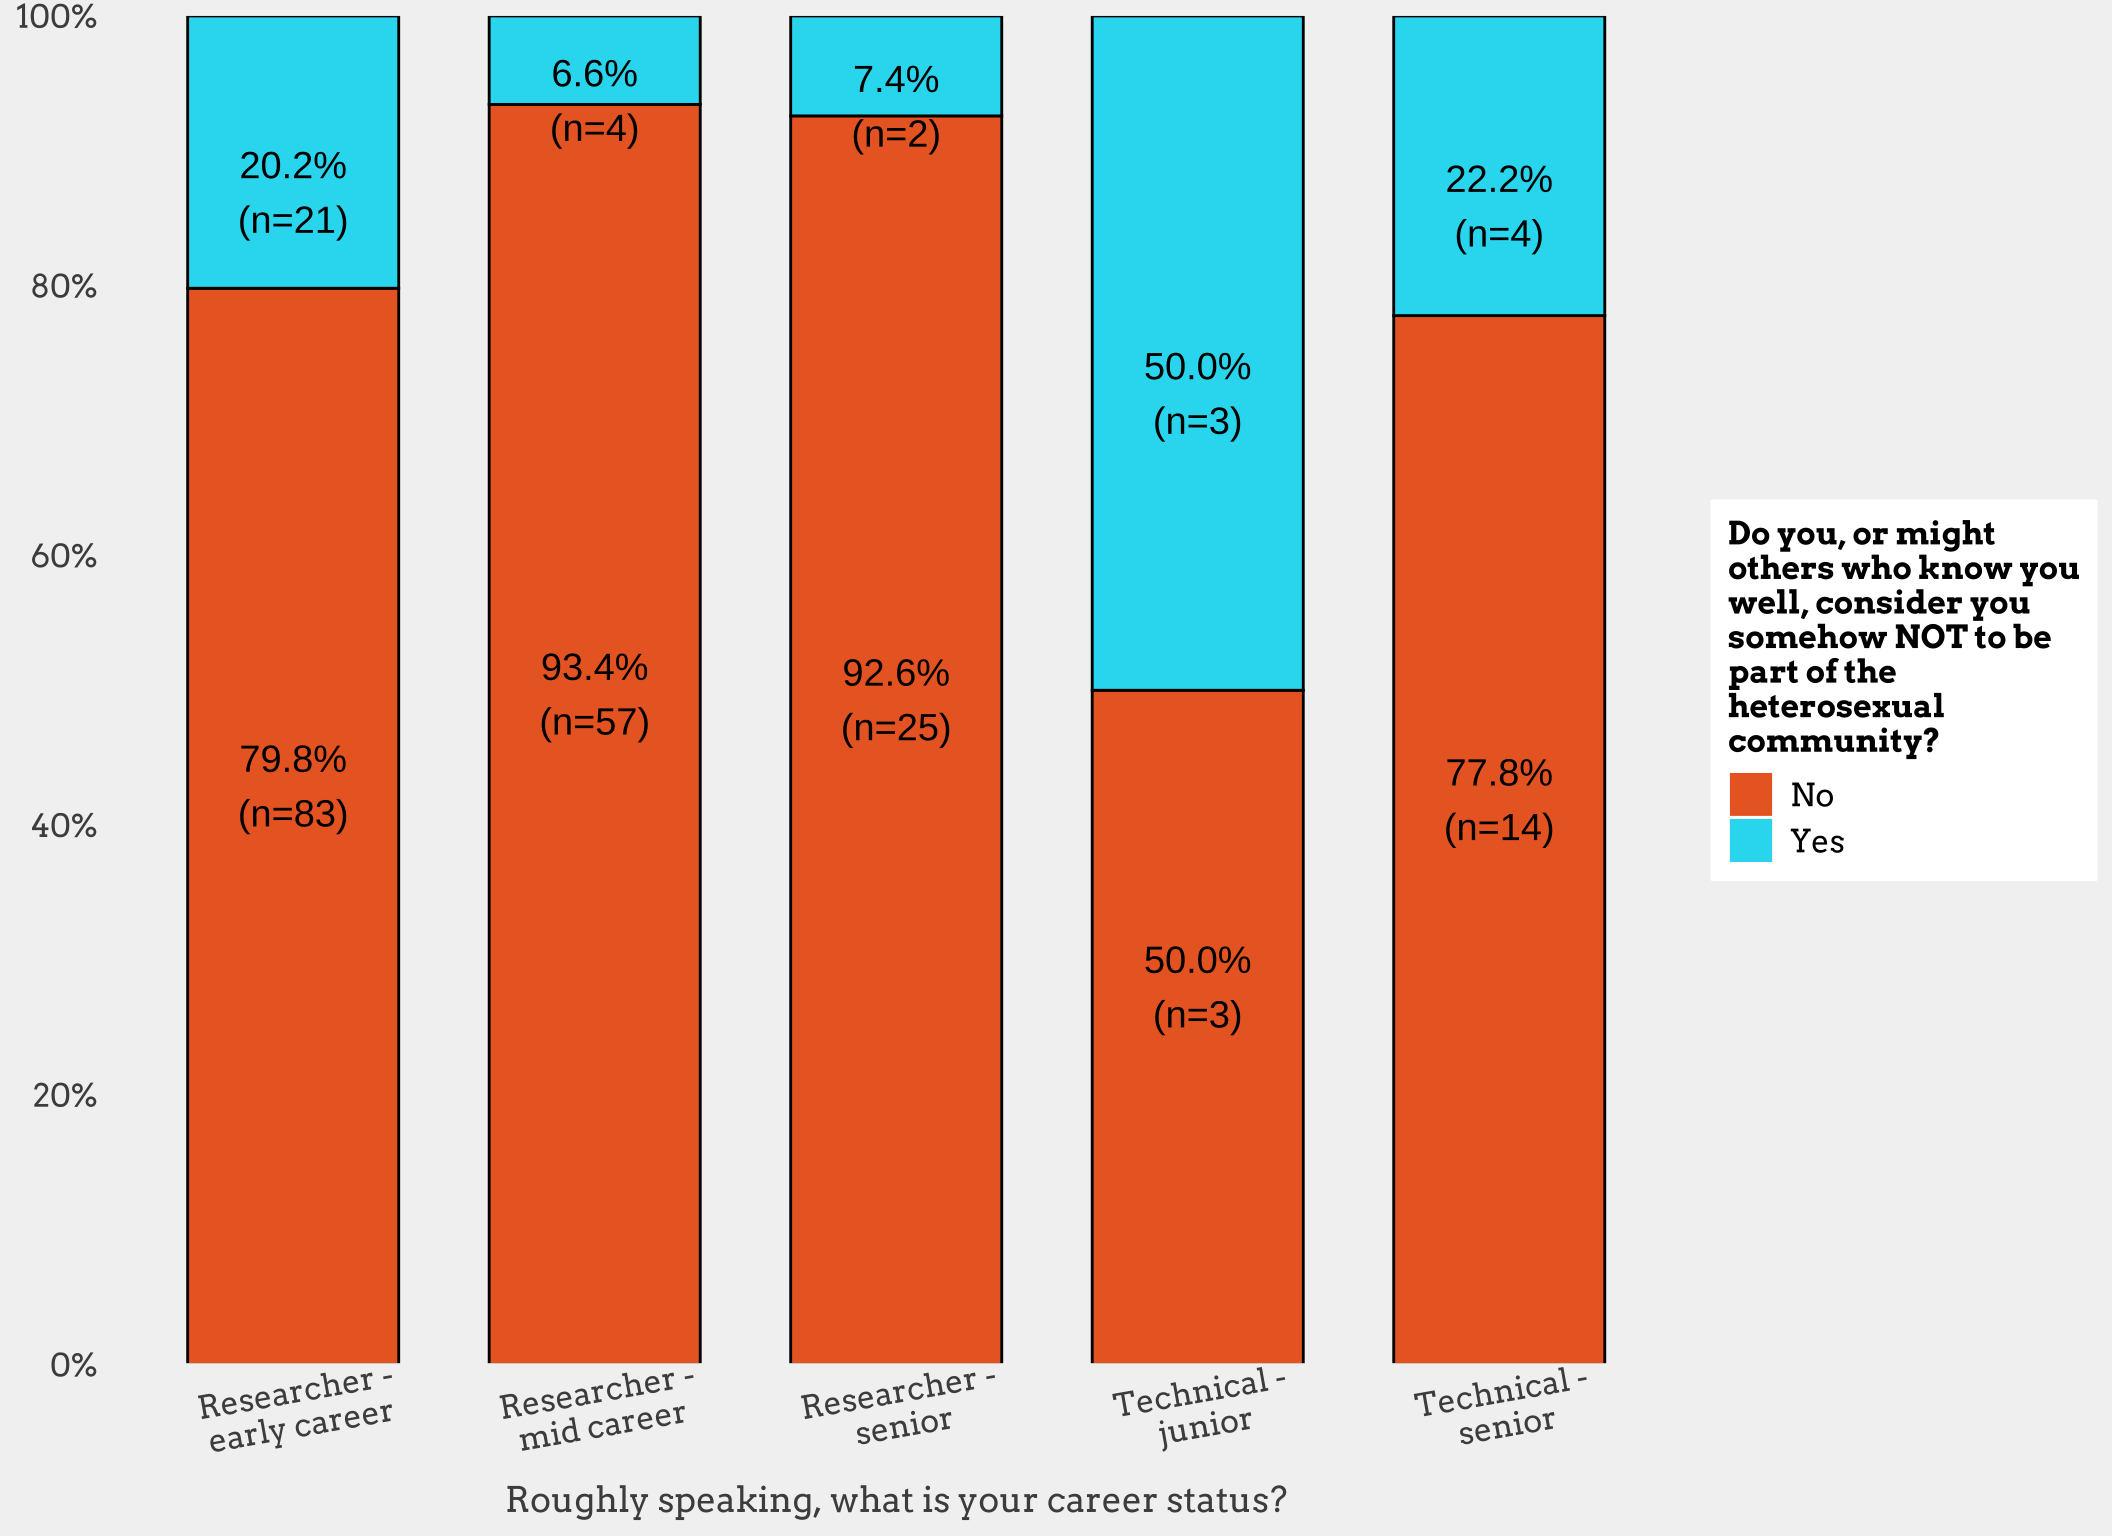 100%
80%
60%
40%
20%
0%
20.2%
(n=21)
79.8%
(n=83)
6.6%
(n=4)
93.4%
(n=57)
7.4%
(n=2)
92.6%
(n=25)
50.0%
(n=3)
50.0%
(n=3)
22.2%
(n=4)
77.8%
(n=14)
Researcher -
early career
Researcher -
mid career
Researcher -
senior
Technical -
junior
Technical -
senior
Roughly speaking, what is your career status?
Do you, or might
others who know you
well, consider you
somehow NOT to be
part of the
heterosexual
community?
No
Yes